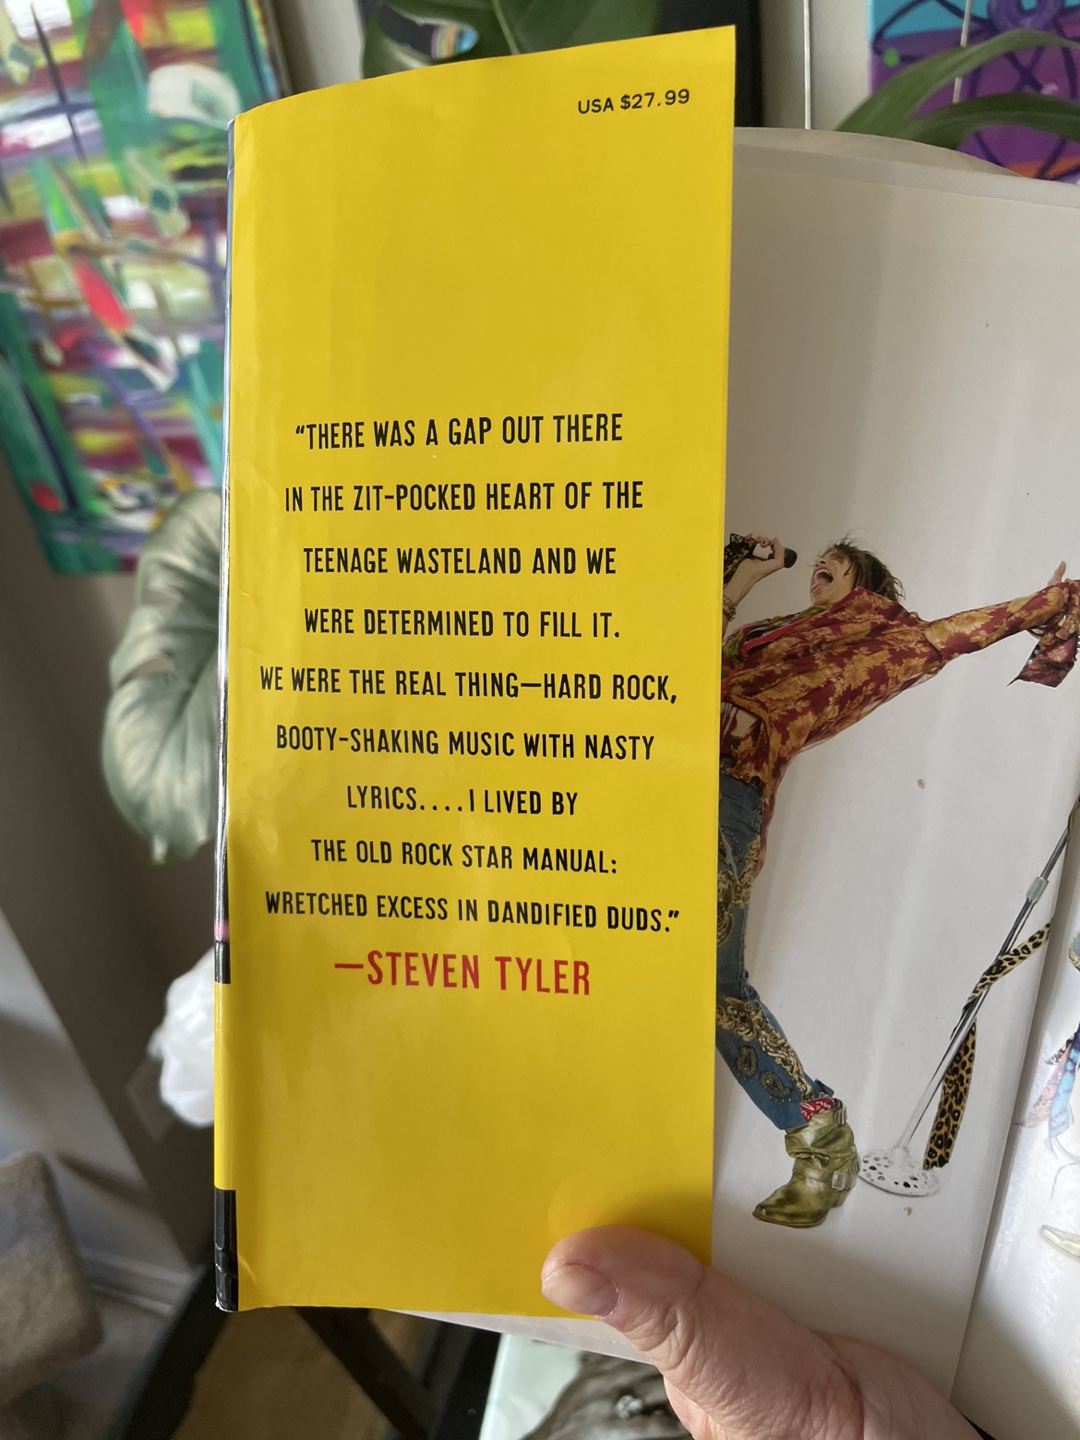 USA $27.99
“THERE WAS A GAP OUT THERE
IN THE ZIT-POCKED HEART OF THE
TEENAGE WASTELAND AND WE
WERE DETERMINED TO FILL IT.
WE WERE THE REAL THING—HARD ROCK,
BOOTY-SHAKING MUSIC WITH NASTY
LYRICS....I LIVED BY
THE OLD ROCK STAR MANUAL:
WRETCHED EXCESS IN DANDIFIED DUDS.”
—STEVEN TYLER